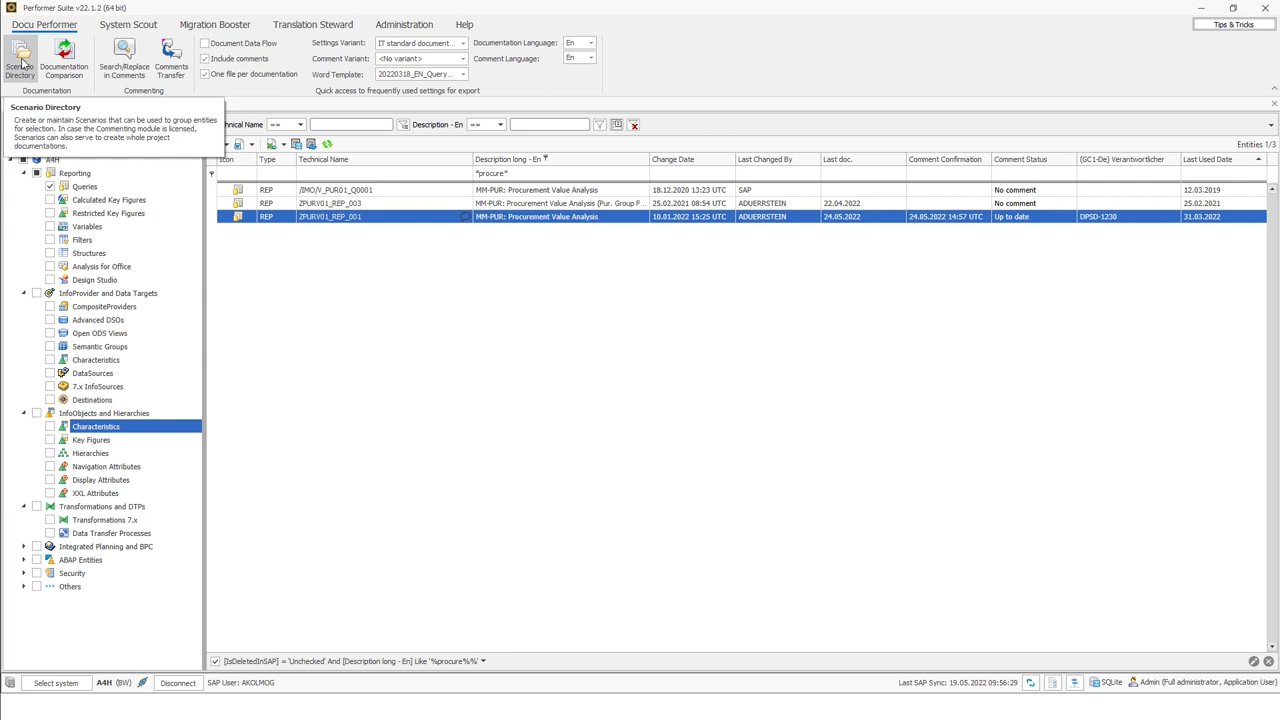 Performer Suite v22.1.2 (64 bit)
Docu Performer
System Scout
Migration Booster
Translation Steward
Administration
Help
Tips & Tricks
Scenario Directory
Documentation Comparison
Search/Replace in Comments
Comments Transfer
Document Data Flow
Include comments
One file per documentation
Settings Variant: IT standard document...
Comment Variant: <No variant>
Word Template: 20220318_EN_Query...
Documentation Language: En
Comment Language: En
Documentation
Commenting
Quick access to frequently used settings for export
Scenario Directory
Create or maintain Scenarios that can be used to group entities
for selection. In case the Commenting module is licensed,
Scenarios can also serve to create whole project
documentations.
Technical Name == Description - En ==
Entities 1/3
A4H
Reporting
Queries
Calculated Key Figures
Restricted Key Figures
Variables
Filters
Structures
Analysis for Office
Design Studio
InfoProvider and Data Targets
CompositeProviders
Advanced DSOs
Open ODS Views
Semantic Groups
Characteristics
DataSources
7.x InfoSources
Destinations
InfoObjects and Hierarchies
Characteristics
Key Figures
Hierarchies
Navigation Attributes
Display Attributes
XXL Attributes
Transformations and DTPs
Transformations 7.x
Data Transfer Processes
Integrated Planning and BPC
ABAP Entities
Security
Others
Icon Type Technical Name Description long - En Change Date Last Changed By Last doc. Comment Confirmation Comment Status (GC1-De) Verantwortlicher Last Used Date
*procure*
REP /IMO/V_PUR01_Q0001 MM-PUR: Procurement Value Analysis 18.12.2020 13:23 UTC SAP No comment 12.03.2019
REP ZPURV01_REP_003 MM-PUR: Procurement Value Analysis (Pur. Group F... 25.02.2021 08:54 UTC ADUERRSTEIN 22.04.2022 No comment 25.02.2021
REP ZPURV01_REP_001 MM-PUR: Procurement Value Analysis 10.01.2022 15:25 UTC ADUERRSTEIN 24.05.2022 24.05.2022 14:57 UTC Up to date DPSD-1230 31.03.2022
[IsDeletedInSAP] = 'Unchecked' And [Description long - En] Like '%procure%%'
Select system A4H (BW) Disconnect SAP User: AKOLMOG Last SAP Sync: 19.05.2022 09:56:29 SQLite Admin (Full administrator, Application User)